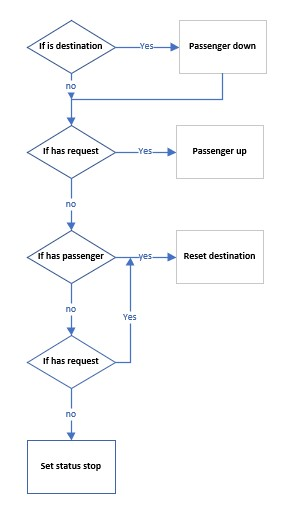 If is destination
Yes
Passenger down
no
If has request
Yes
Passenger up
no
If has passenger
yes
Reset destination
no
Yes
If has request
no
Set status stop